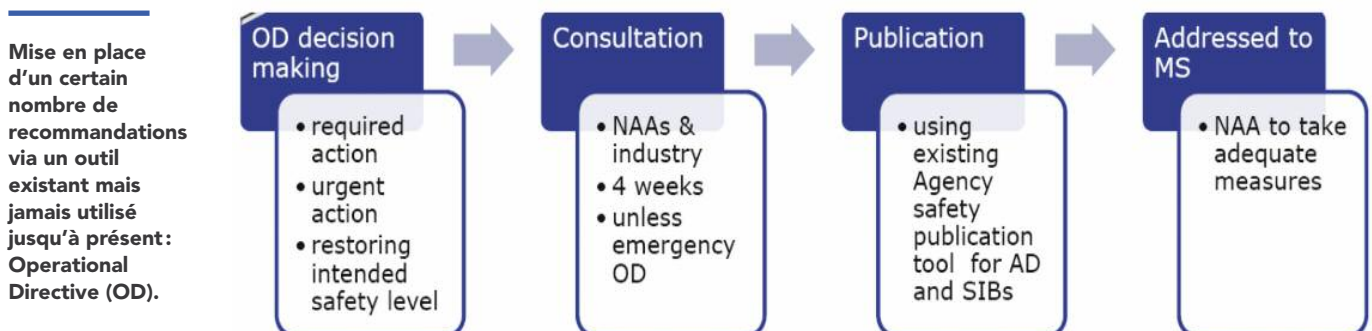 Mise en place
d'un certain
nombre de
recommandations
via un outil
existant mais
jamais utilisé
jusqu'à présent :
Operational
Directive (OD).
OD decision
making
• required
action
• urgent
action
• restoring
intended
safety level
Consultation
• NAAs &
industry
• 4 weeks
• unless
emergency
OD
Publication
• using
existing
Agency
safety
publication
tool for AD
and SIBs
Addressed to
MS
• NAA to take
adequate
measures